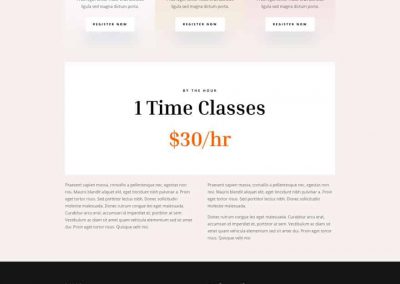 ligula sed magna dictum porta.
ligula sed magna dictum porta.
ligula sed magna dictum porta.
REGISTER NOW
REGISTER NOW
REGISTER NOW
BY THE HOUR
1 Time Classes
$30/hr
Praesent sapien massa, convallis a pellentesque nec, egestas non
nisi. Mauris blandit aliquet elit, eget tincidunt nibh pulvinar a. Proin
eget tortor risus. Sed porttitor lectus nibh. Donec sollicitudin
molestie malesuada. Donec rutrum congue leo eget malesuada.
Curabitur arcu erat, accumsan id imperdiet et, porttitor at sem.
Vestibulum ac diam sit amet quam vehicula elementum sed sit
amet dui. Proin eget tortor risus. Quisque velit nisi
Praesent sapien massa, convallis a pellentesque nec, egestas non
nisi. Mauris blandit aliquet elit, eget tincidunt nibh pulvinar a. Proin
eget tortor risus. Sed porttitor lectus nibh. Donec sollicitudin
molestie malesuada.
Donec rutrum congue leo eget malesuada. Curabitur arcu erat,
accumsan id imperdiet et, porttitor at sem. Vestibulum ac diam sit
amet quam vehicula elementum sed sit amet dui. Proin eget tortor
risus. Quisque velit nisi